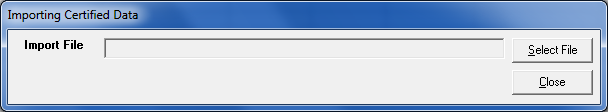 Importing Certified Data
Import File
Select File
Close